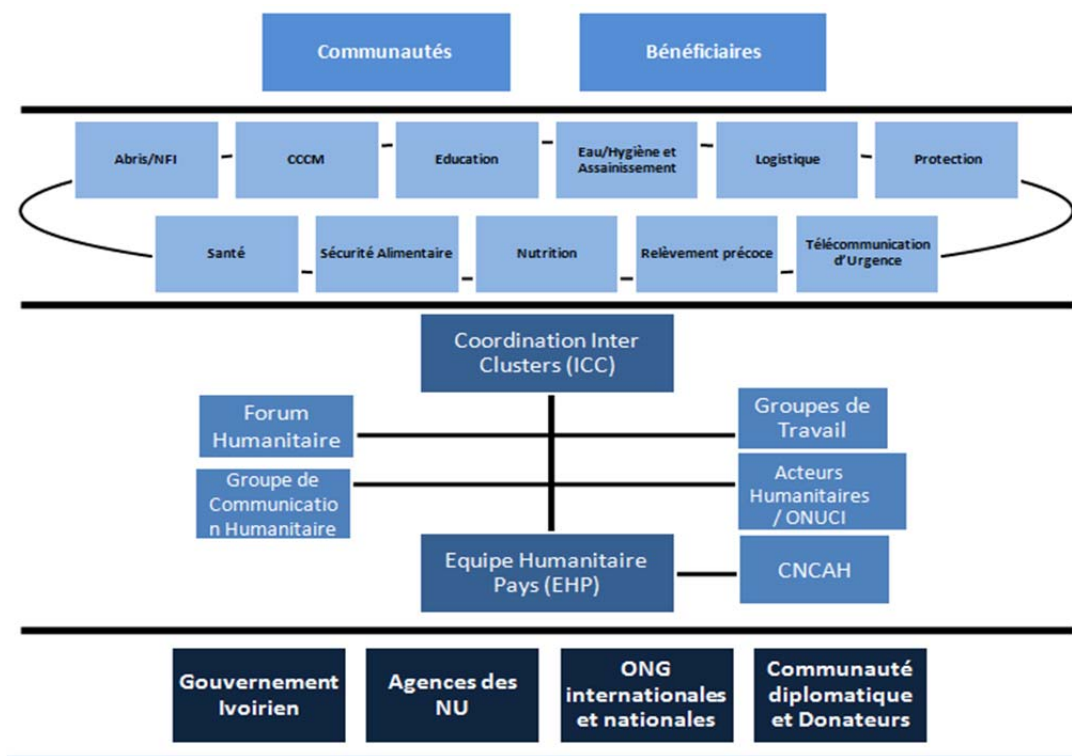 Communautés
Bénéficiaires
Abris/NFI
CCCM
Education
Eau/Hygiène et
Assainissement
Logistique
Protection
Santé
Sécurité Alimentaire
Nutrition
Relèvement précoce
Télécommunication
d'Urgence
Coordination Inter
Clusters (ICC)
Forum
Humanitaire
Groupes de
Travail
Groupe de
Communicatio
n Humanitaire
Acteurs
Humanitaires
/ ONUCI
Equipe Humanitaire
Pays (EHP)
CNCAH
Gouvernement
Ivoirien
Agences des
NU
ONG
internationales
et nationales
Communauté
diplomatique
et Donateurs